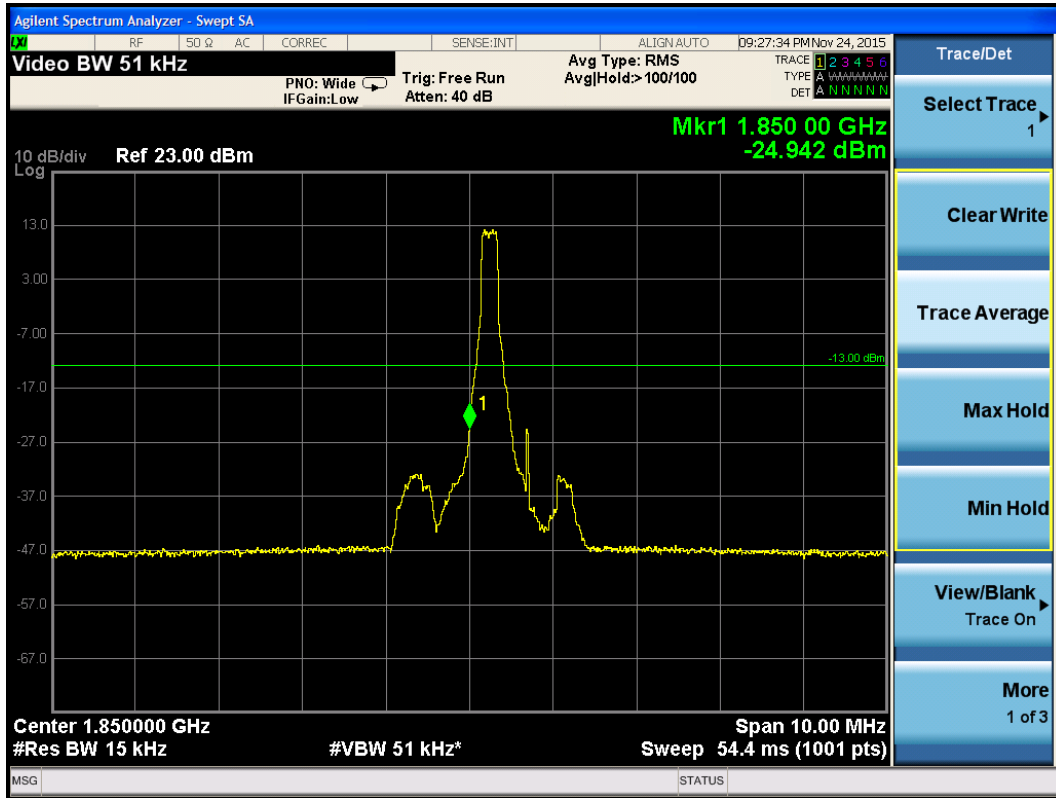 Agilent Spectrum Analyzer - Swept SA
LXI RF 50 Ω AC CORREC SENSE:INT ALIGN AUTO 09:27:34 PM Nov 24, 2015
Video BW 51 kHz
PNO: Wide
IFGain:Low
Trig: Free Run
Atten: 40 dB
Avg Type: RMS
Avg|Hold:>100/100
TRACE 1 2 3 4 5 6
TYPE A WWWWW
DET A N N N N N
Mkr1 1.850 00 GHz
-24.942 dBm
10 dB/div Ref 23.00 dBm
Log
13.0
3.00
-7.00
-13.00 dBm
-17.0
1
-27.0
-37.0
-47.0
-57.0
-67.0
Center 1.850000 GHz Span 10.00 MHz
#Res BW 15 kHz #VBW 51 kHz* Sweep 54.4 ms (1001 pts)
MSG STATUS
Trace/Det
Select Trace
1
Clear Write
Trace Average
Max Hold
Min Hold
View/Blank
Trace On
More
1 of 3